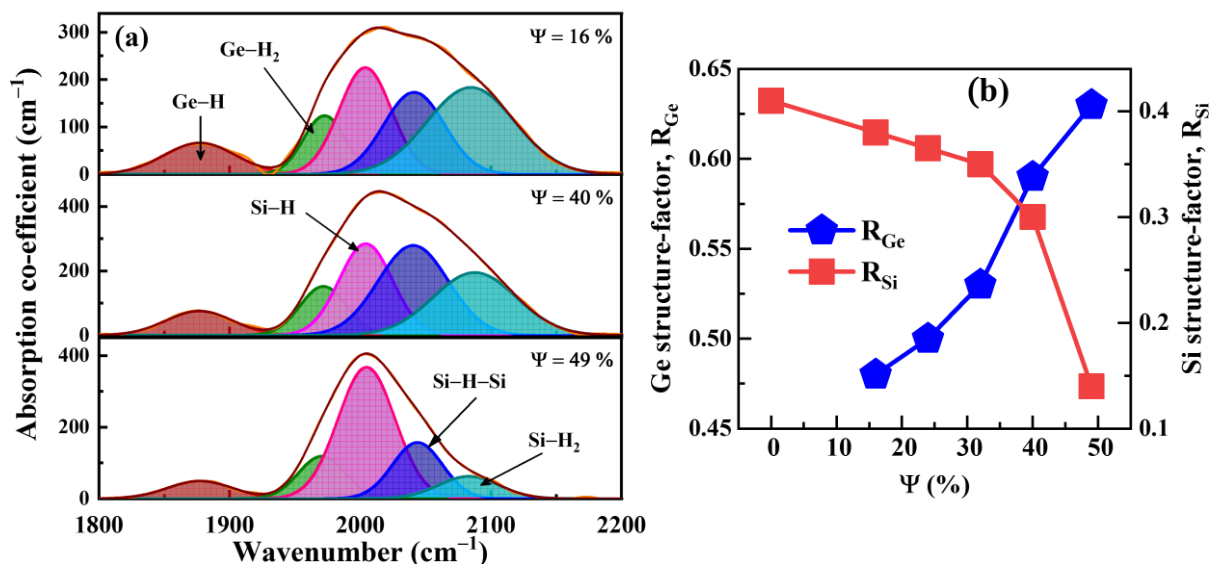 (a)
Ψ = 16 %
Ge–H₂
Ge–H
300
200
100
0
Ψ = 40 %
Si–H
400
200
0
Ψ = 49 %
Si–H–Si
Si–H₂
400
200
0
1800 1900 2000 2100 2200
Wavenumber (cm⁻¹)
Absorption co-efficient (cm⁻¹)
(b)
Ge structure-factor, R_Ge
0.65
0.60
0.55
0.50
0.45
R_Ge
R_Si
0.4
0.3
0.2
0.1
Si structure-factor, R_Si
0 10 20 30 40 50
Ψ (%)